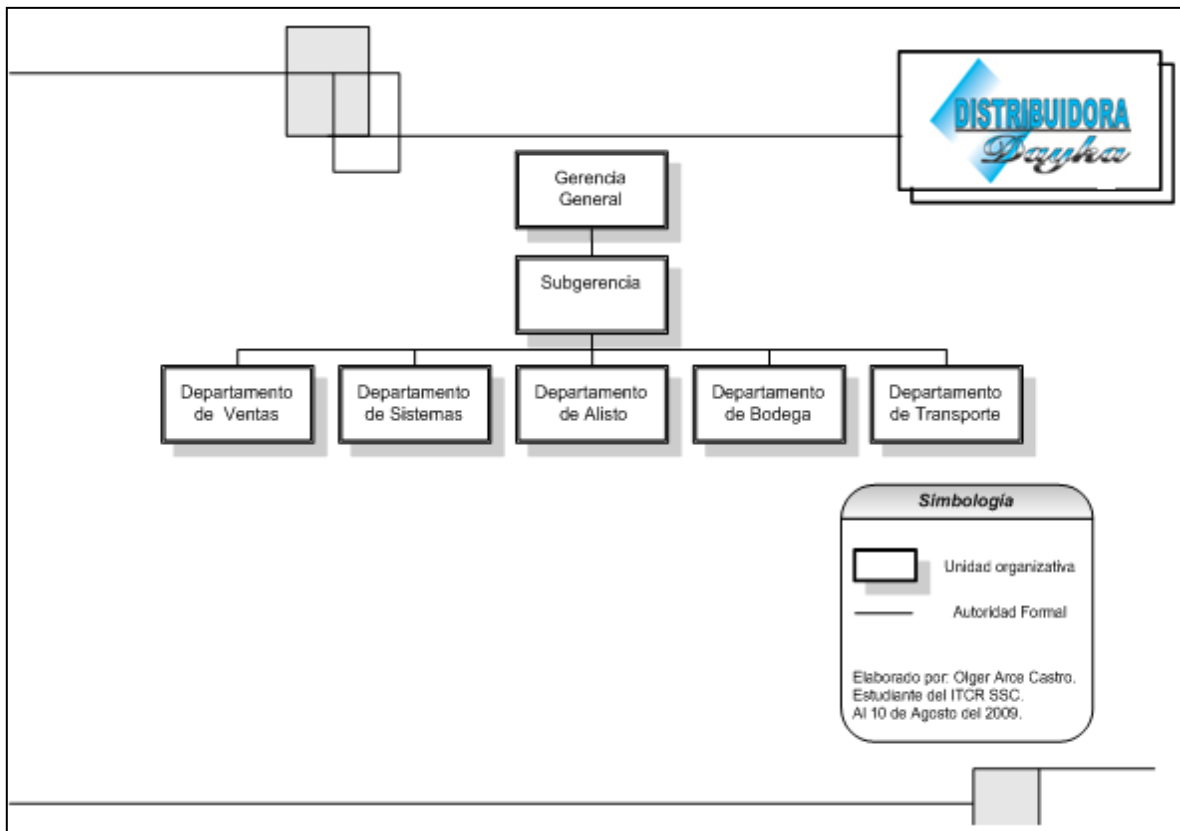 DISTRIBUIDORA
Dayka
Gerencia
General
Subgerencia
Departamento
de Ventas
Departamento
de Sistemas
Departamento
de Alisto
Departamento
de Bodega
Departamento
de Transporte
Simbología
Unidad organizativa
Autoridad Formal
Elaborado por: Olger Arce Castro.
Estudiante del ITCR SSC.
Al 10 de Agosto del 2009.